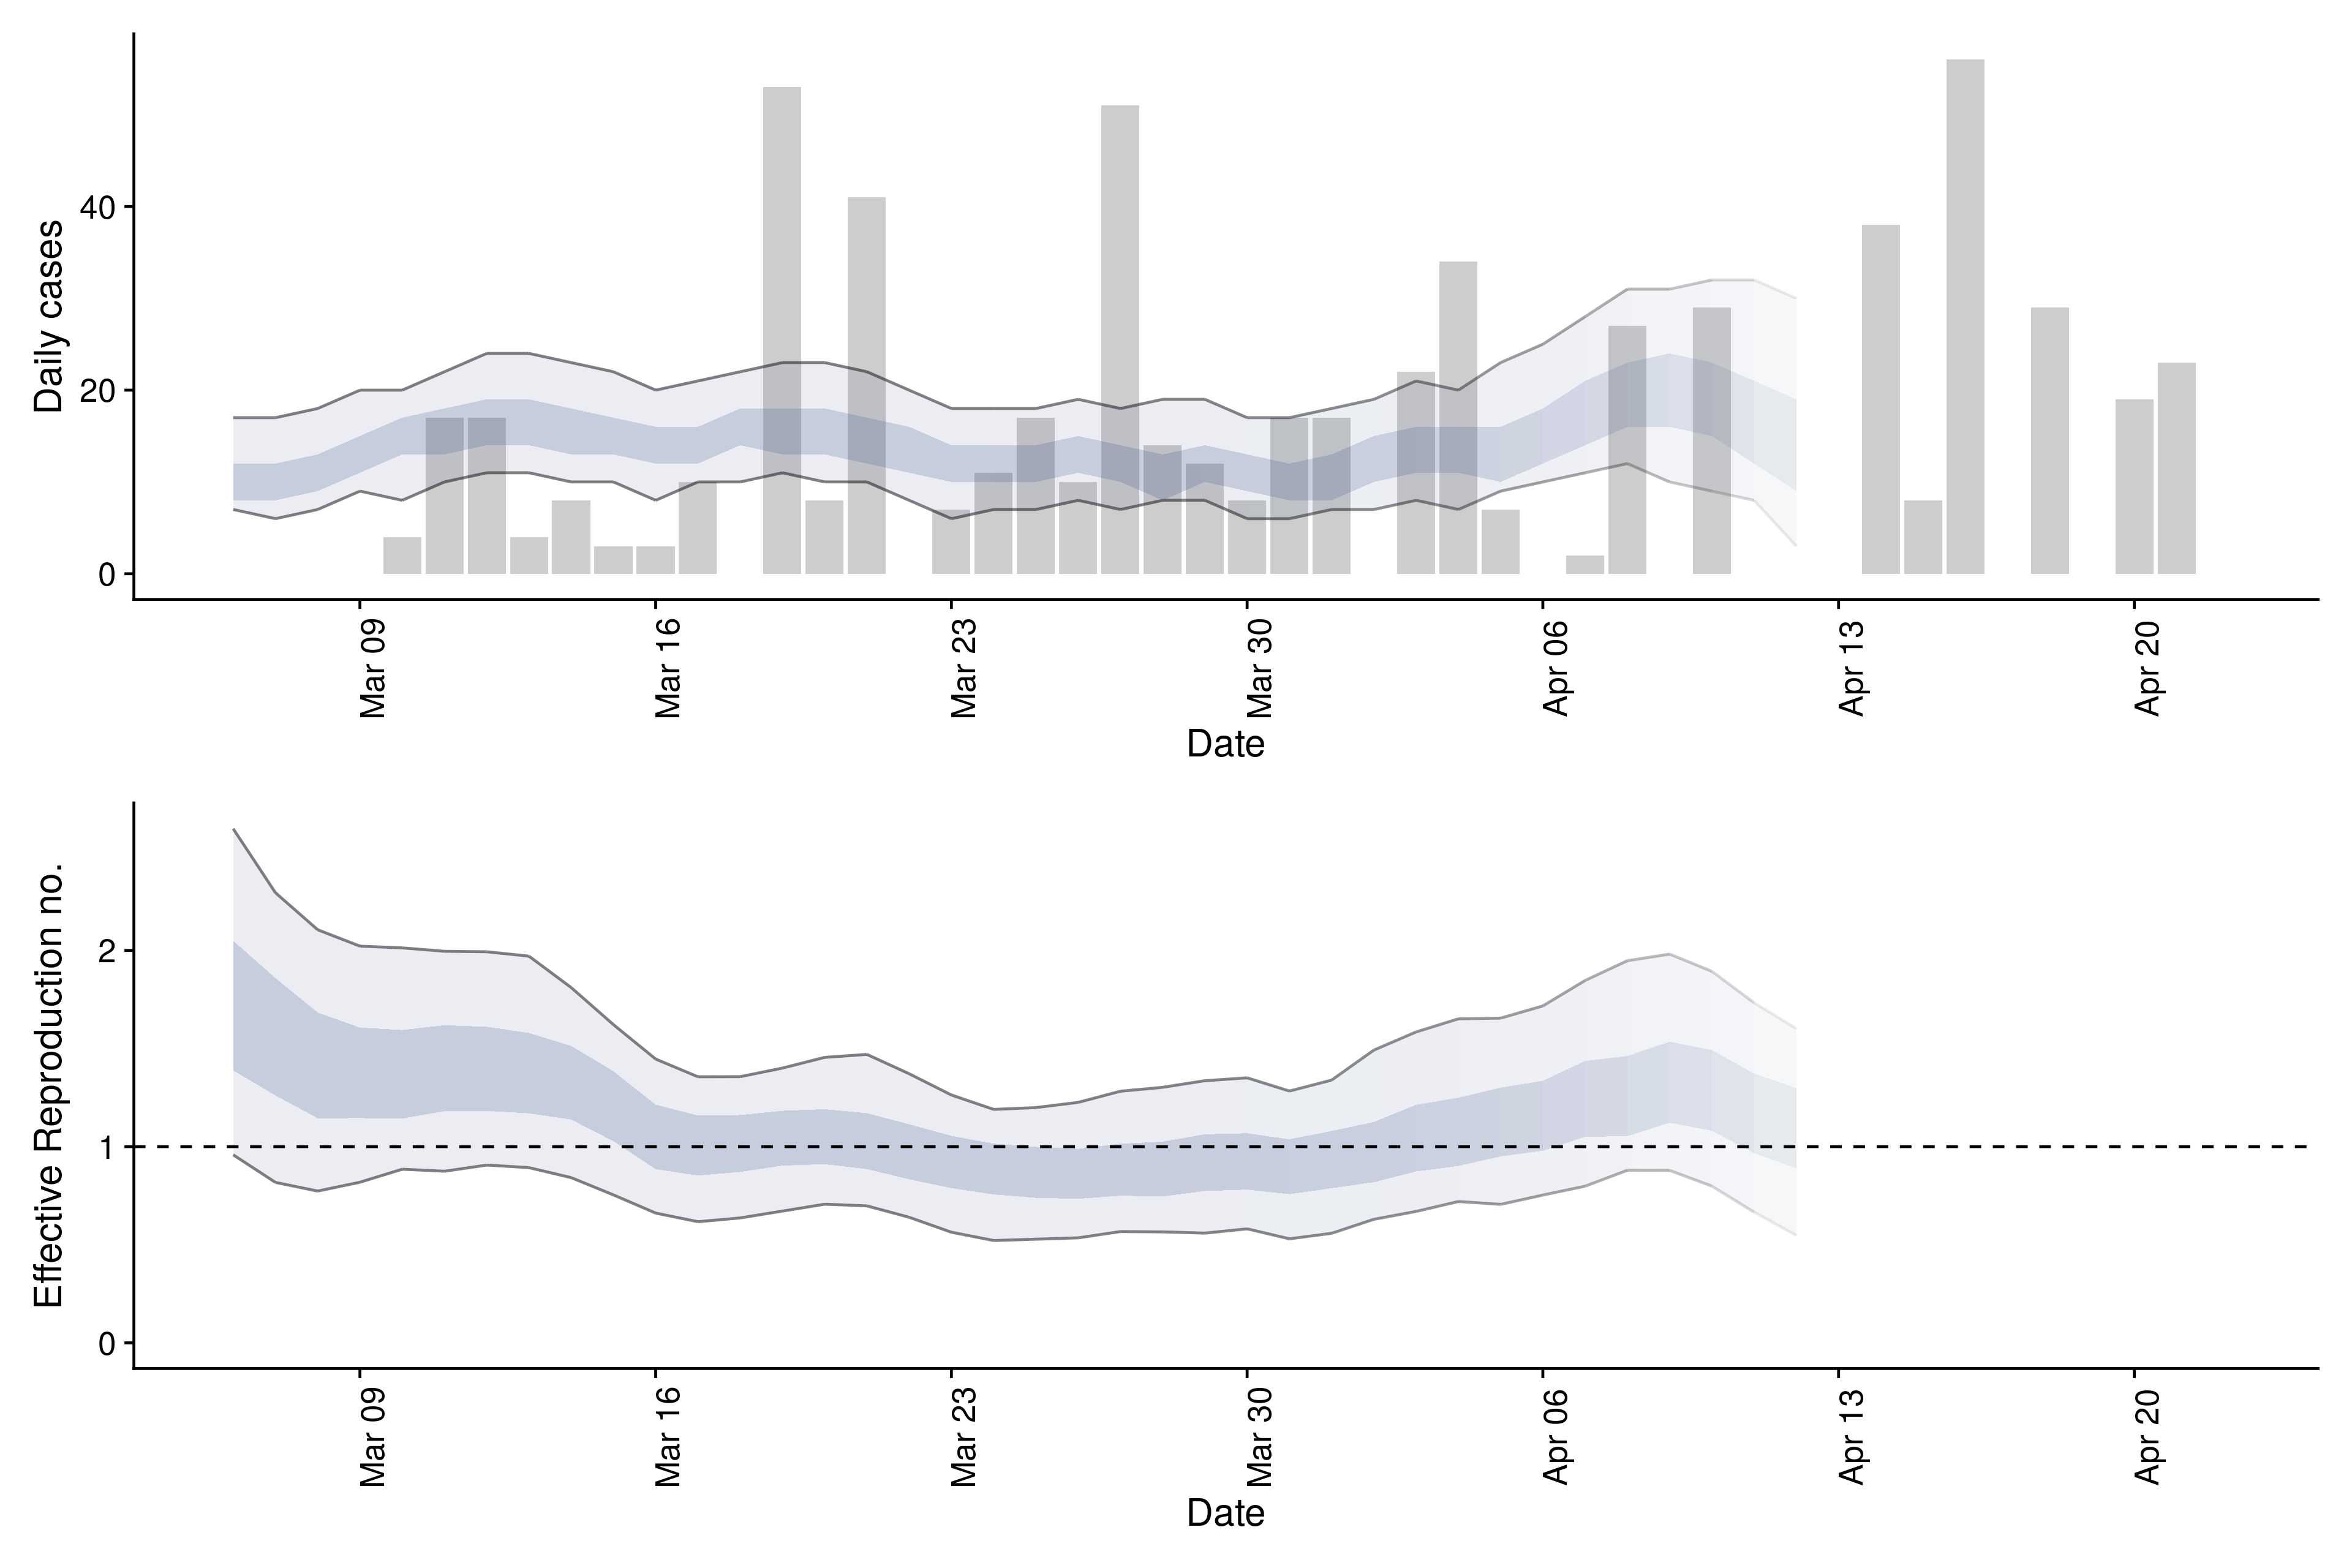 Daily cases
40
20
0
Mar 09
Mar 16
Mar 23
Mar 30
Apr 06
Apr 13
Apr 20
Date
Effective Reproduction no.
2
1
0
Mar 09
Mar 16
Mar 23
Mar 30
Apr 06
Apr 13
Apr 20
Date